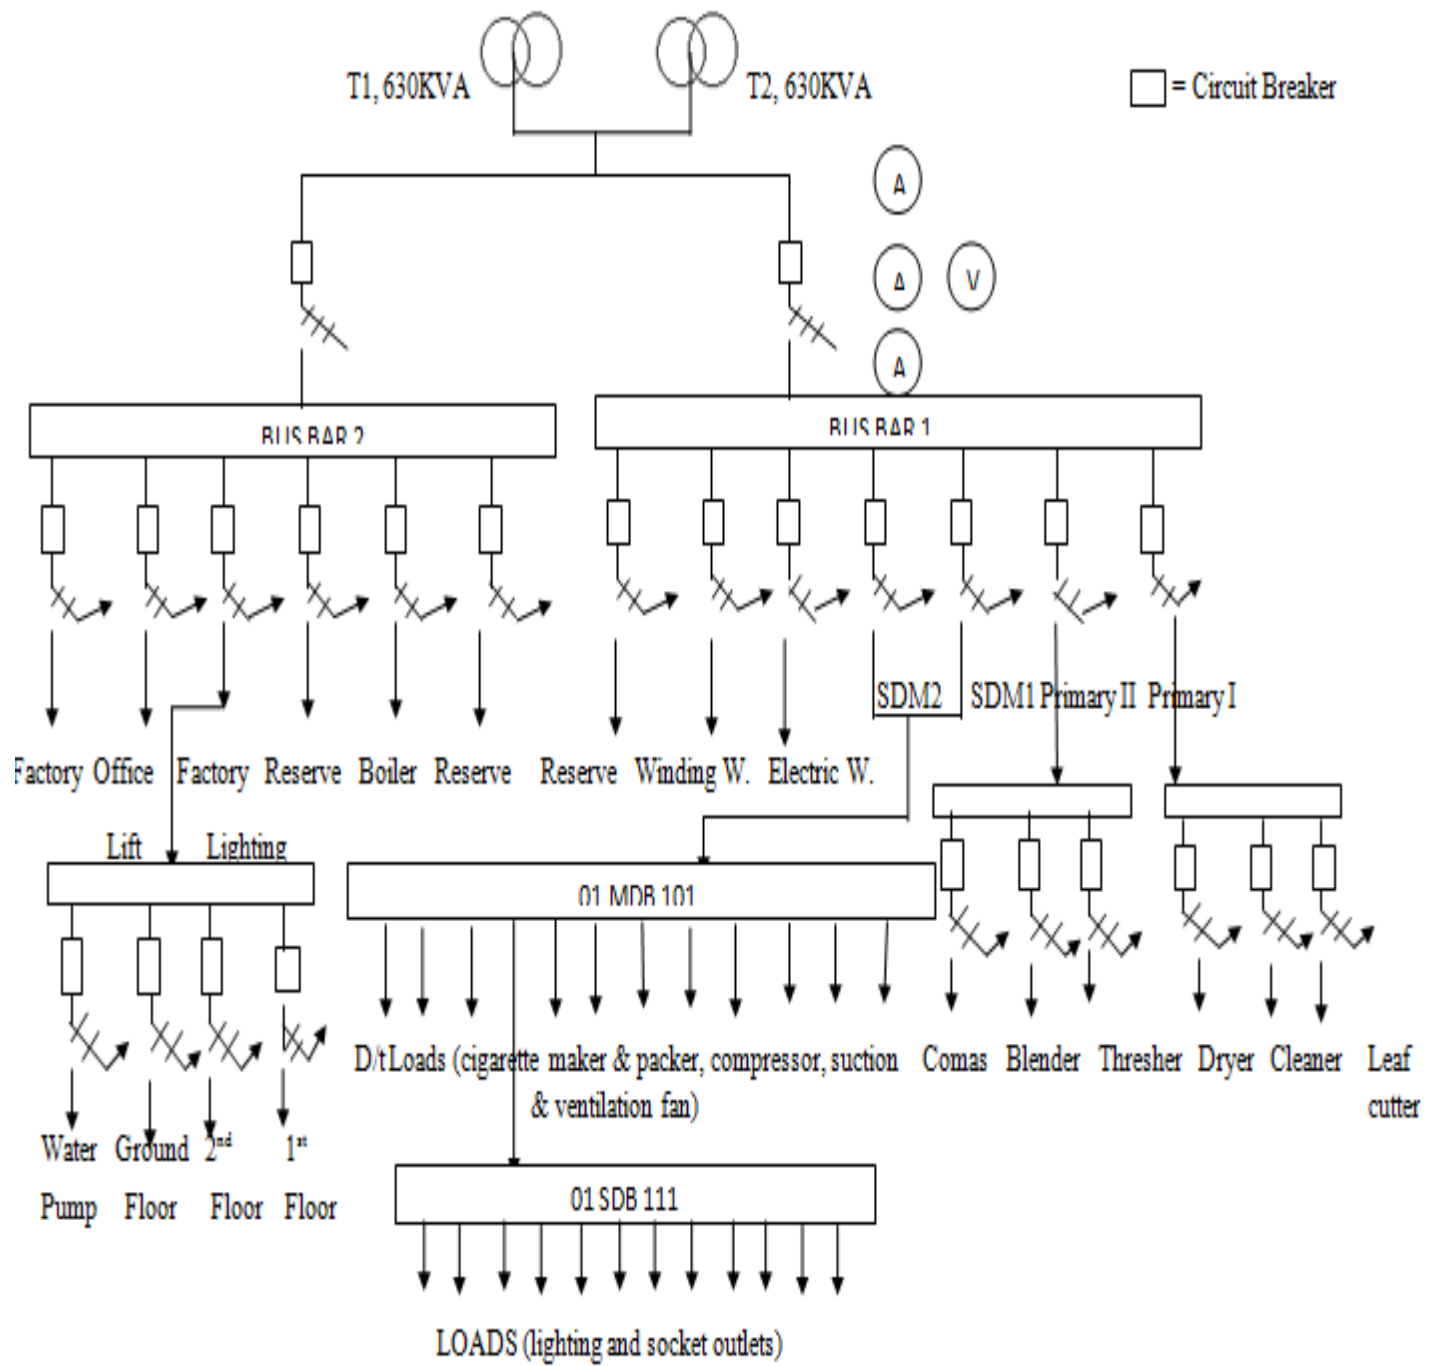 T1, 630KVA
T2, 630KVA
= Circuit Breaker
A
A
V
A
BUS BAR 2
BUS BAR 1
SDM2
SDM1 Primary II
Primary I
Factory Office Factory Reserve Boiler Reserve Reserve Winding W. Electric W.
Lift Lighting
01 MDB 101
D/t Loads (cigarette maker & packer, compressor, suction
& ventilation fan)
Comas Blender Thresher Dryer Cleaner Leaf
cutter
Water Ground 2nd 1st
Pump Floor Floor Floor
01 SDB 111
LOADS (lighting and socket outlets)